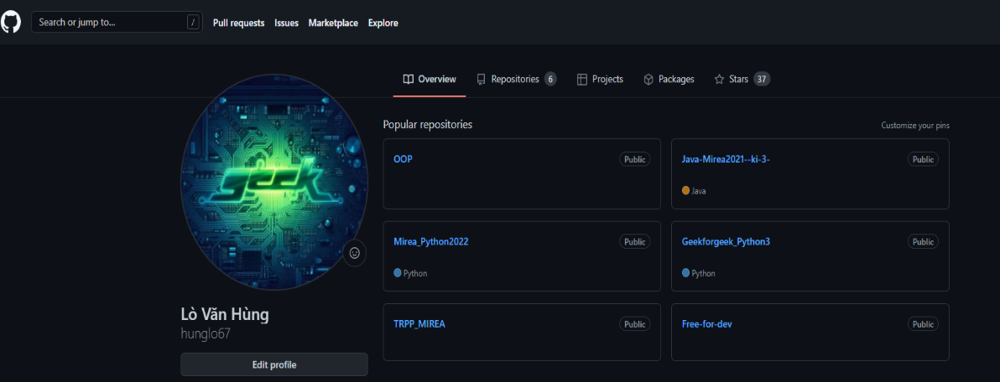 Search or jump to... /
Pull requests Issues Marketplace Explore
Overview Repositories 6 Projects Packages Stars 37
geek
Lò Văn Hùng
hunglo67
Edit profile
Popular repositories Customize your pins
OOP Public
Java-Mirea2021--ki-3- Public
Java
Mirea_Python2022 Public
Python
Geekforgeek_Python3 Public
Python
TRPP_MIREA Public
Free-for-dev Public